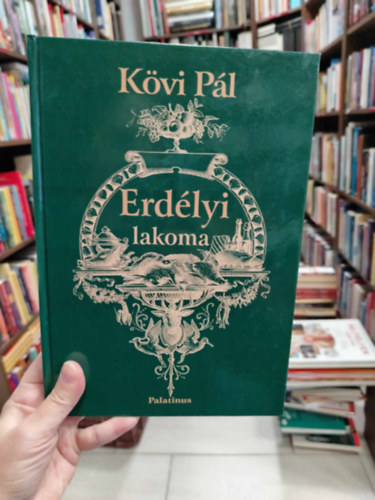 Kövi Pál
Erdélyi
lakoma
Palatinus